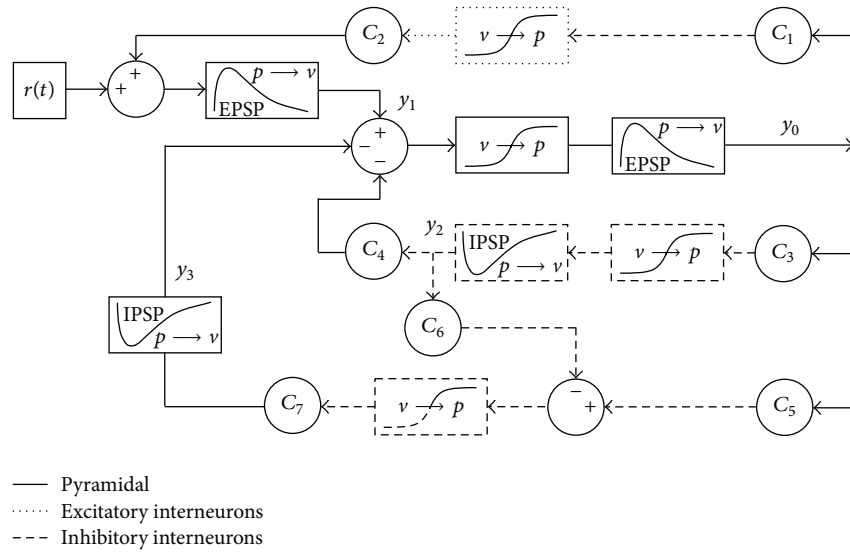 C₂
v → p
C₁
r(t)
+
+
p → v
EPSP
y₁
+
−
−
v → p
p → v
EPSP
y₀
C₄
y₂
IPSP
p → v
v → p
C₃
y₃
IPSP
p → v
C₆
C₇
v → p
−
+
C₅
Pyramidal
Excitatory interneurons
Inhibitory interneurons